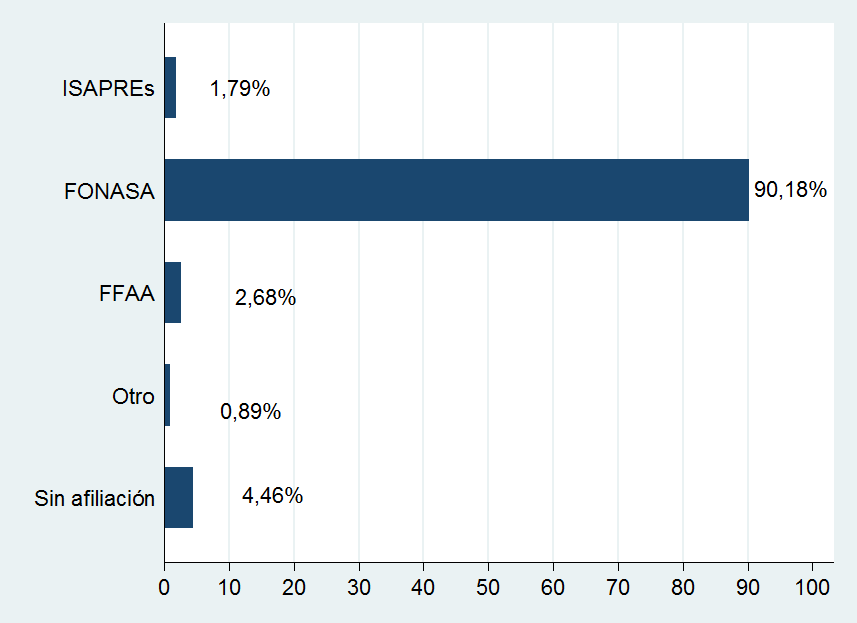 ISAPREs 1,79%
FONASA 90,18%
FFAA 2,68%
Otro 0,89%
Sin afiliación 4,46%
0 10 20 30 40 50 60 70 80 90 100